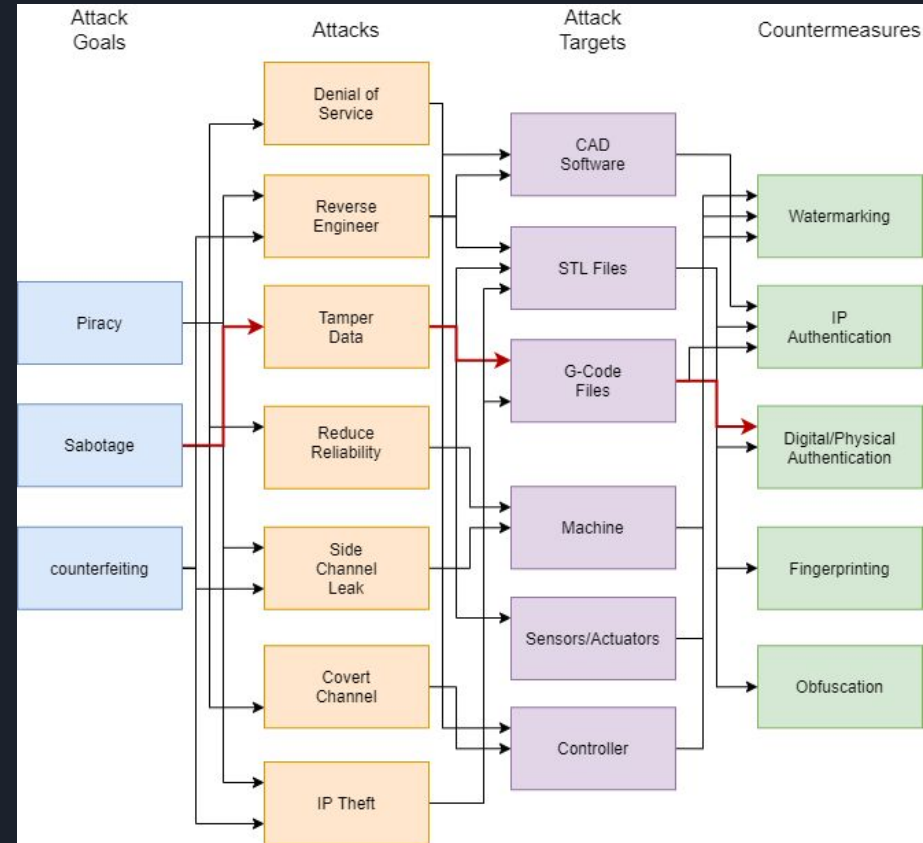 Attack
Goals
Attacks
Attack
Targets
Countermeasures
Piracy
Sabotage
counterfeiting
Denial of
Service
Reverse
Engineer
Tamper
Data
Reduce
Reliability
Side
Channel
Leak
Covert
Channel
IP Theft
CAD
Software
STL Files
G-Code
Files
Machine
Sensors/Actuators
Controller
Watermarking
IP
Authentication
Digital/Physical
Authentication
Fingerprinting
Obfuscation